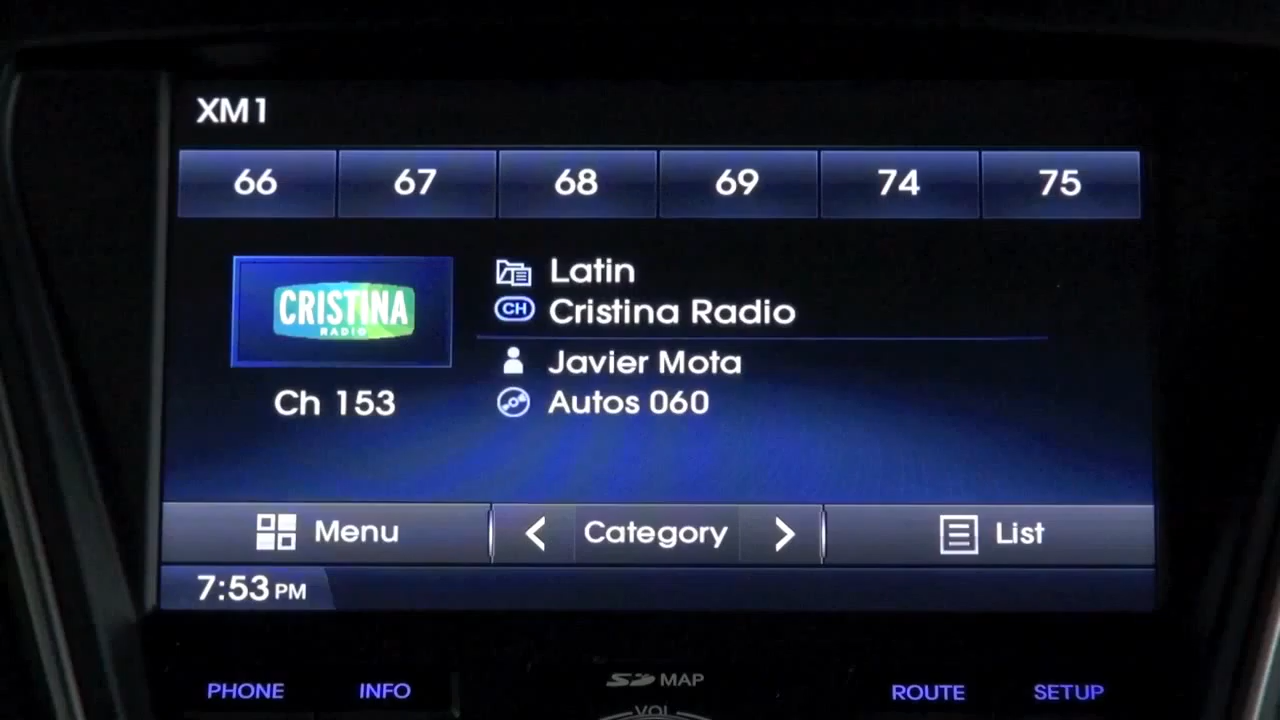 XM1
66 67 68 69 74 75
CRISTINA
RADIO
Latin
CH Cristina Radio
Javier Mota
Ch 153
Autos 060
Menu
Category
List
7:53 PM
SD MAP
PHONE INFO ROUTE SETUP
VOL